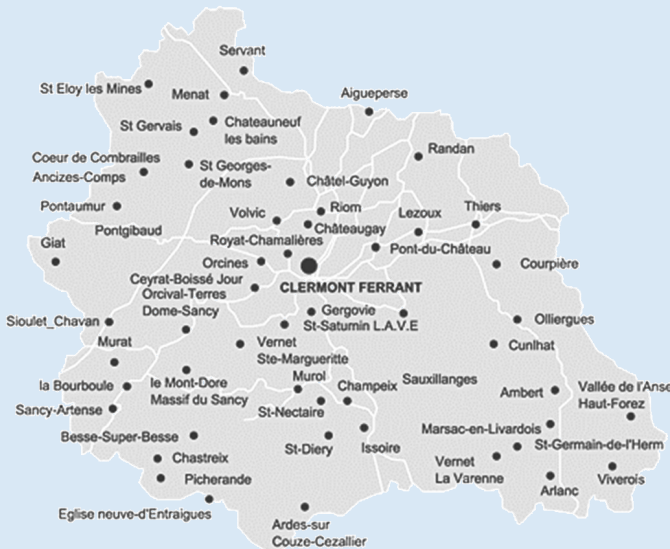 Servant
St Eloy les Mines
Menat
Aigueperse
St Gervais
Chateauneuf
les bains
Randan
Coeur de Combrailles
Ancizes-Comps
St Georges-
de-Mons
Châtel-Guyon
Pontaumur
Volvic
Riom
Lezoux
Thiers
Pontgibaud
Châteaugay
Giat
Royat-Chamalières
Pont-du-Château
Orcines
Courpière
Ceyrat-Boissé Jour
CLERMONT FERRANT
Orcival-Terres
Dome-Sancy
Gergovie
St-Saturnin L.A.V.E
Sioulet_Chavan
Olliergues
Murat
Vernet
Ste-Margueritte
Cunlhat
la Bourboule
le Mont-Dore
Massif du Sancy
Murol
Champeix
Sauxillanges
Ambert
Vallée de l'Anse
Haut-Forez
Sancy-Artense
St-Nectaire
Marsac-en-Livardois
Besse-Super-Besse
St-Diery
Issoire
St-Germain-de-l'Herm
Chastreix
Vernet
La Varenne
Picherande
Arlanc
Viverois
Eglise neuve-d'Entraigues
Ardes-sur
Couze-Cezallier